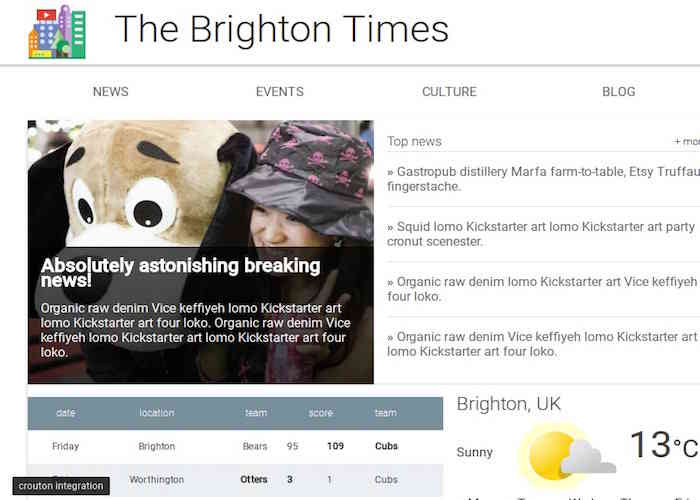 The Brighton Times
NEWS EVENTS CULTURE BLOG
Absolutely astonishing breaking
news!
Organic raw denim Vice keffiyeh lomo Kickstarter art
lomo Kickstarter art four loko. Organic raw denim Vice
keffiyeh lomo Kickstarter art lomo Kickstarter art four
loko.
Top news
» Gastropub distillery Marfa farm-to-table, Etsy Truffau
fingerstache.
» Squid lomo Kickstarter art lomo Kickstarter art party
cronut scenester.
» Organic raw denim lomo Kickstarter art Vice keffiyeh
four loko.
» Organic raw denim Vice keffiyeh lomo Kickstarter art
lomo Kickstarter art four loko.
date location team score team
Friday Brighton Bears 95 109 Cubs
Worthington Otters 3 1 Cubs
crouton integration
Brighton, UK
Sunny
13°C